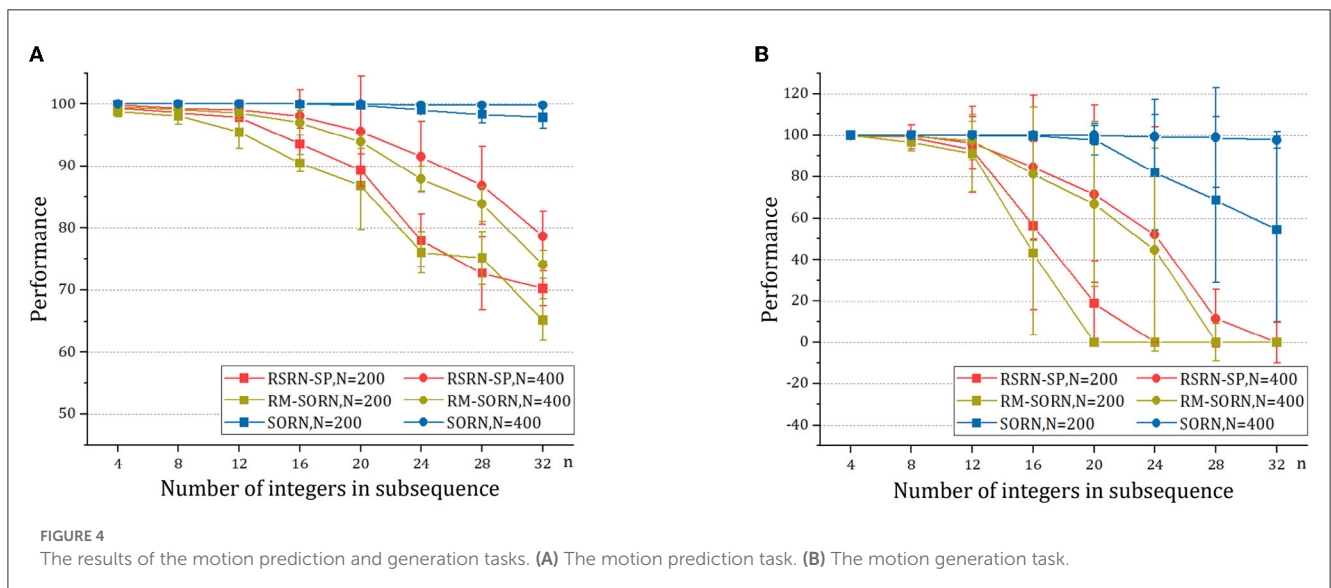 A
100
90
80
70
60
50
Performance
RSRN-SP,N=200 RSRN-SP,N=400
RM-SORN,N=200 RM-SORN,N=400
SORN,N=200 SORN,N=400
4 8 12 16 20 24 28 32 n
Number of integers in subsequence
B
120
100
80
60
40
20
0
-20
-40
Performance
RSRN-SP,N=200 RSRN-SP,N=400
RM-SORN,N=200 RM-SORN,N=400
SORN,N=200 SORN,N=400
4 8 12 16 20 24 28 32 n
Number of integers in subsequence
FIGURE 4
The results of the motion prediction and generation tasks. (A) The motion prediction task. (B) The motion generation task.